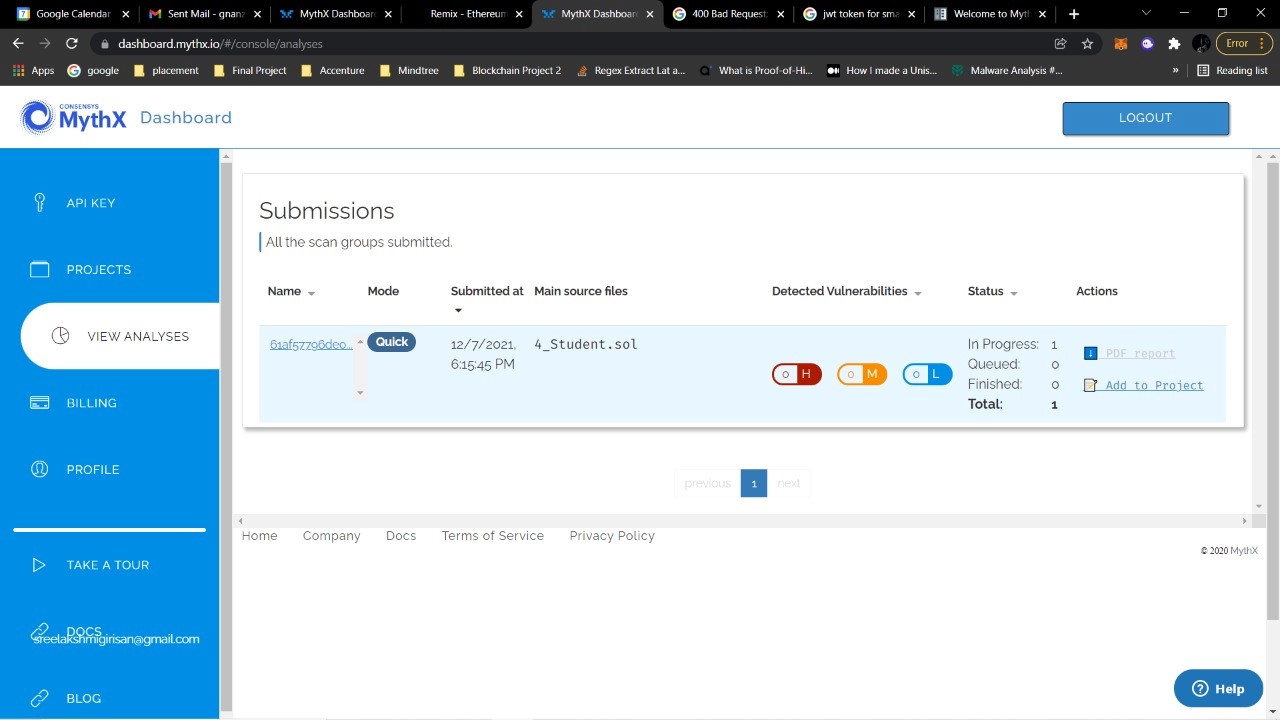 Google Calendar
Sent Mail - gnanz
MythX Dashboard
Remix - Ethereum
MythX Dashboard
400 Bad Request
jwt token for sma
Welcome to Myth
dashboard.mythx.io/#/console/analyses
Error
Apps
google
placement
Final Project
Accenture
Mindtree
Blockchain Project 2
Regex Extract Lat a...
What is Proof-of-Hi...
How I made a Unis...
Malware Analysis #...
»
Reading list
CONSENSYS
MythX
Dashboard
LOGOUT
API KEY
PROJECTS
VIEW ANALYSES
BILLING
PROFILE
TAKE A TOUR
DOCS
sreelakshmigirisan@gmail.com
BLOG
Submissions
All the scan groups submitted.
Name
Mode
Submitted at
Main source files
Detected Vulnerabilities
Status
Actions
61af57796de0...
Quick
12/7/2021,
6:15:45 PM
4_Student.sol
0 H
0 M
0 L
In Progress: 1
Queued: 0
Finished: 0
Total: 1
PDF report
Add to Project
previous
1
next
Home
Company
Docs
Terms of Service
Privacy Policy
© 2020 MythX
Help